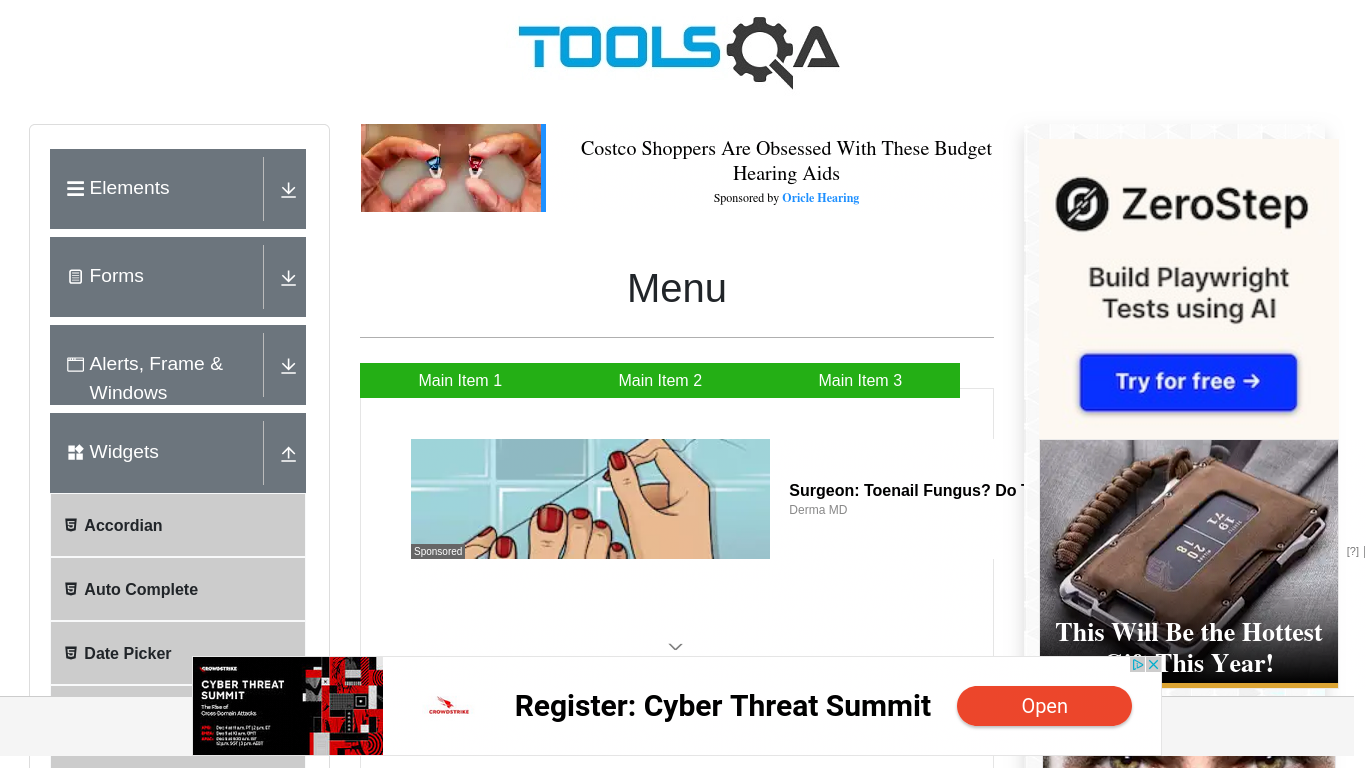 TOOLSQA
Elements
Forms
Alerts, Frame &
Windows
Widgets
Accordian
Auto Complete
Date Picker
Costco Shoppers Are Obsessed With These Budget
Hearing Aids
Sponsored by Oricle Hearing
Menu
Main Item 1
Main Item 2
Main Item 3
Surgeon: Toenail Fungus? Do
Derma MD
Sponsored
ZeroStep
Build Playwright
Tests using AI
Try for free →
This Will Be the Hottest
This Year!
[?]
CROWDSTRIKE
CYBER THREAT
SUMMIT
The Rise of
Cross-Domain Attacks
CROWDSTRIKE
Register: Cyber Threat Summit
Open